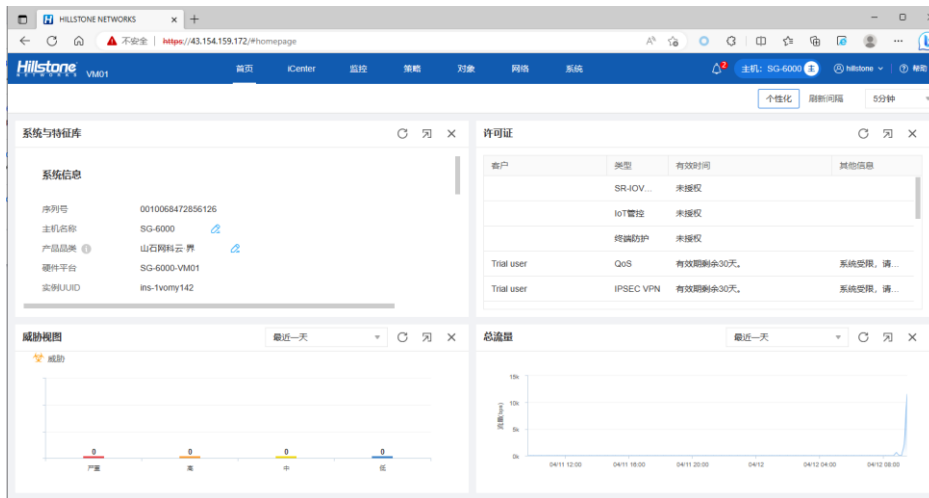 HILLSTONE NETWORKS
不安全 https://43.154.159.172/#homepage
Hillstone NETWORKS VM01 首页 iCenter 监控 策略 对象 网络 系统 2 主机: SG-6000 主 hillstone 帮助
个性化 刷新间隔 5分钟
系统与特征库
系统信息
序列号 0010068472856126
主机名称 SG-6000
产品品类 山石网科云·界
硬件平台 SG-6000-VM01
实例UUID ins-1vomy142
许可证
客户 类型 有效时间 其他信息
SR-IOV... 未授权
IoT管控 未授权
终端防护 未授权
Trial user QoS 有效期剩余30天。 系统受限，请...
Trial user IPSEC VPN 有效期剩余30天。 系统受限，请...
威胁视图 最近一天
威胁
0 0 0 0
严重 高 中 低
总流量 最近一天
流量(bps)
15k
10k
5k
0k
04/11 12:00 04/11 16:00 04/11 20:00 04/12 04/12 04:00 04/12 08:00